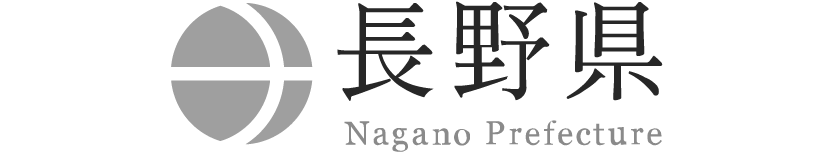 長野県
Nagano Prefecture